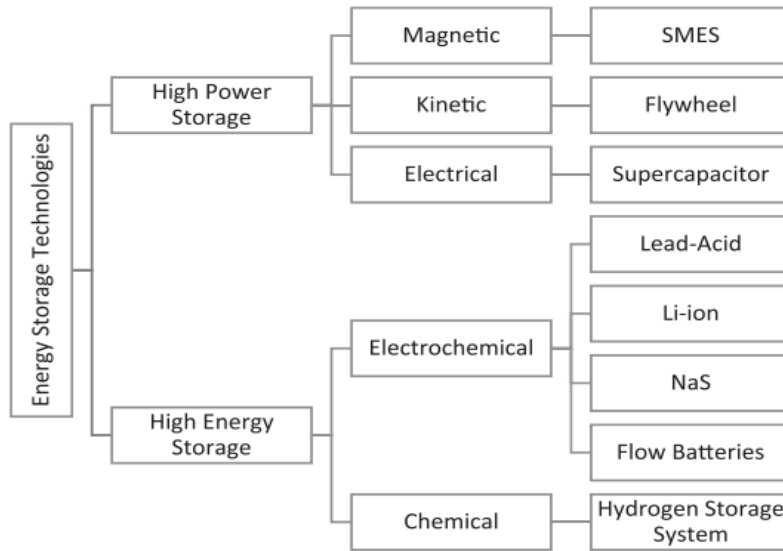 Energy Storage Technologies
High Power
Storage
Magnetic
SMES
Kinetic
Flywheel
Electrical
Supercapacitor
High Energy
Storage
Electrochemical
Lead-Acid
Li-ion
NaS
Flow Batteries
Chemical
Hydrogen Storage
System